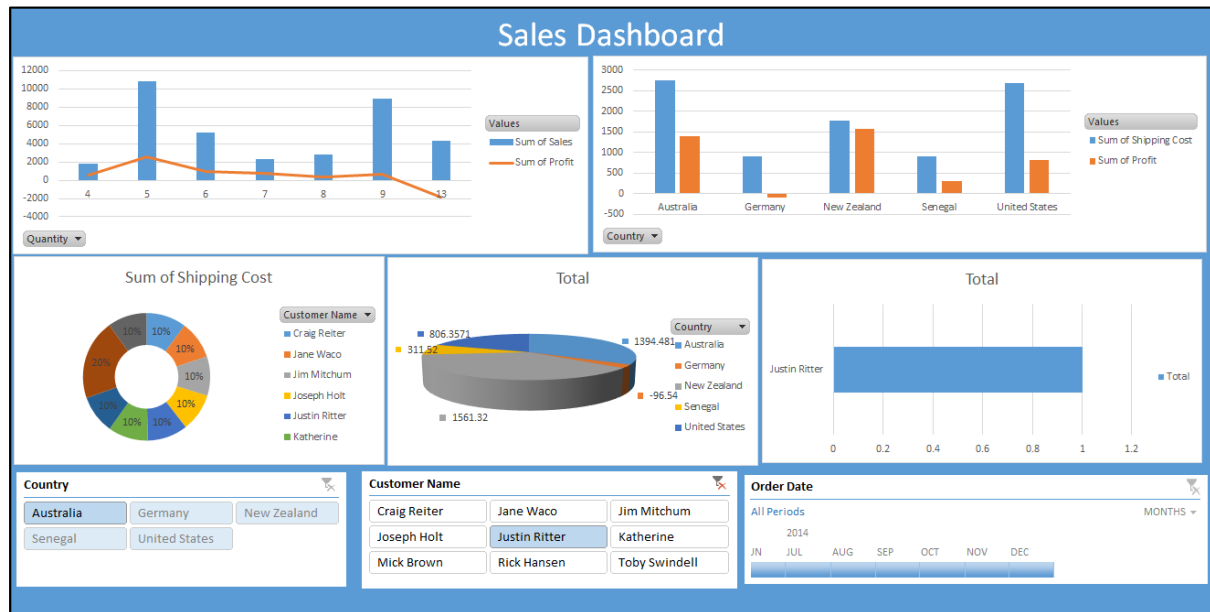 Sales Dashboard
12000
10000
8000
6000
4000
2000
0
-2000
-4000
4 5 6 7 8 9 13
Values
Sum of Sales
Sum of Profit
Quantity
3000
2500
2000
1500
1000
500
0
-500
Australia Germany New Zealand Senegal United States
Values
Sum of Shipping Cost
Sum of Profit
Country
Sum of Shipping Cost
10% 10%
20% 10%
10%
10% 10%
10% 10%
Customer Name
Craig Reiter
Jane Waco
Jim Mitchum
Joseph Holt
Justin Ritter
Katherine
Total
806.3571
311.52
1561.32
1394.481
-96.54
Country
Australia
Germany
New Zealand
Senegal
United States
Total
Justin Ritter
0 0.2 0.4 0.6 0.8 1 1.2
Total
Country
Australia Germany New Zealand
Senegal United States
Customer Name
Craig Reiter Jane Waco Jim Mitchum
Joseph Holt Justin Ritter Katherine
Mick Brown Rick Hansen Toby Swindell
Order Date
All Periods MONTHS
2014
JN JUL AUG SEP OCT NOV DEC